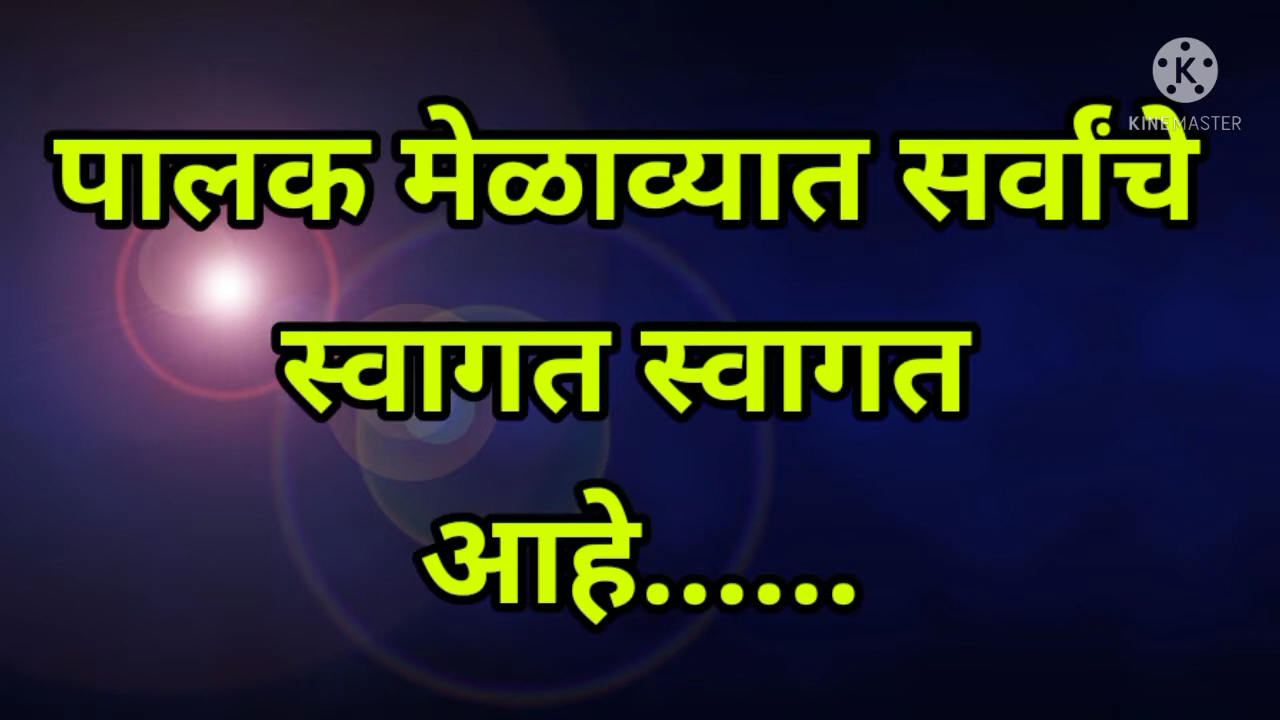 K
KINEMASTER
पालक मेळाव्यात सर्वांचे
स्वागत स्वागत
आहे......